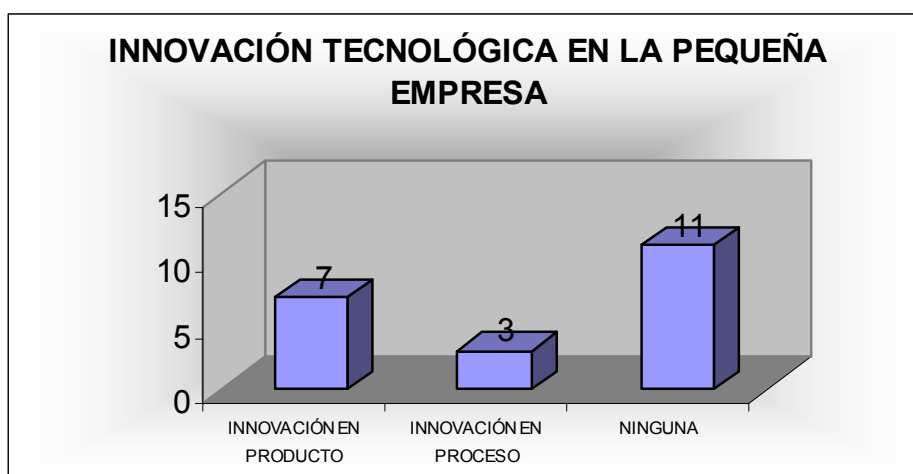 INNOVACIÓN TECNOLÓGICA EN LA PEQUEÑA
EMPRESA
15
10
5
0
7
3
11
INNOVACIÓN EN
PRODUCTO
INNOVACIÓN EN
PROCESO
NINGUNA